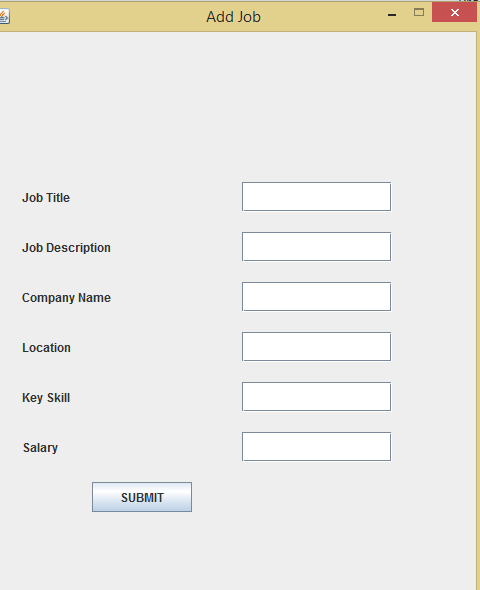 Add Job
Job Title
Job Description
Company Name
Location
Key Skill
Salary
SUBMIT